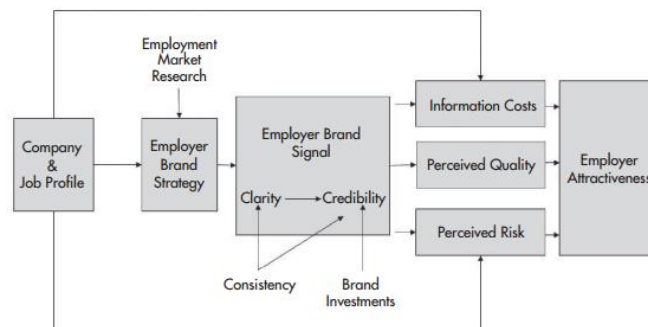 Employment
Market
Research
Company
&
Job Profile
Employer
Brand
Strategy
Employer Brand
Signal
Clarity
Credibility
Consistency
Brand
Investments
Information Costs
Perceived Quality
Perceived Risk
Employer
Attractiveness